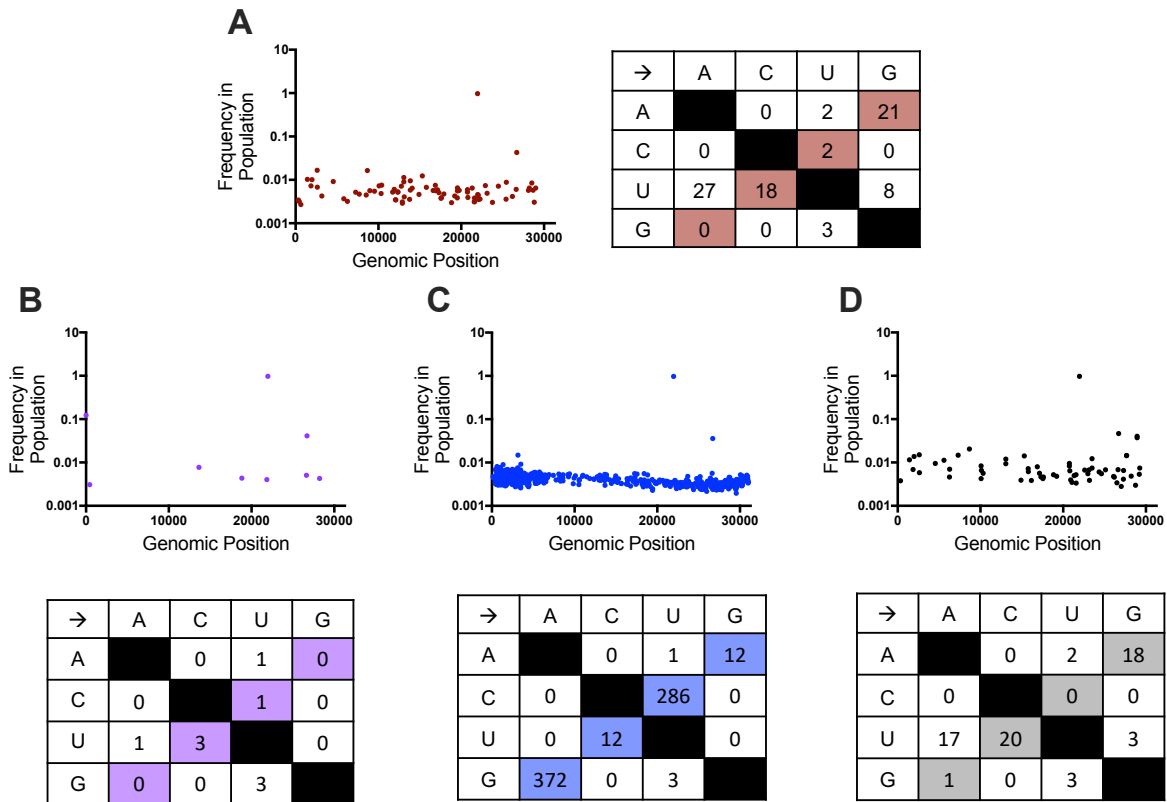 A
10
1
0.1
0.01
0.001
Frequency in
Population
0 10000 20000 30000
Genomic Position
→ A C U G
A 0 2 21
C 0 2 0
U 27 18 8
G 0 0 3
B
10
1
0.1
0.01
0.001
Frequency in
Population
0 10000 20000 30000
Genomic Position
→ A C U G
A 0 1 0
C 0 1 0
U 1 3 0
G 0 0 3
C
10
1
0.1
0.01
0.001
Frequency in
Population
0 10000 20000 30000
Genomic Position
→ A C U G
A 0 1 12
C 0 286 0
U 0 12 0
G 372 0 3
D
10
1
0.1
0.01
0.001
Frequency in
Population
0 10000 20000 30000
Genomic Position
→ A C U G
A 0 2 18
C 0 0 0
U 17 20 3
G 1 0 3